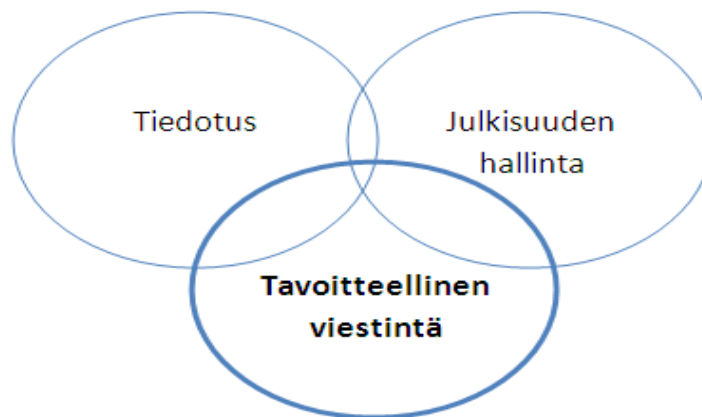 Tiedotus
Julkisuuden
hallinta
Tavoitteellinen
viestintä